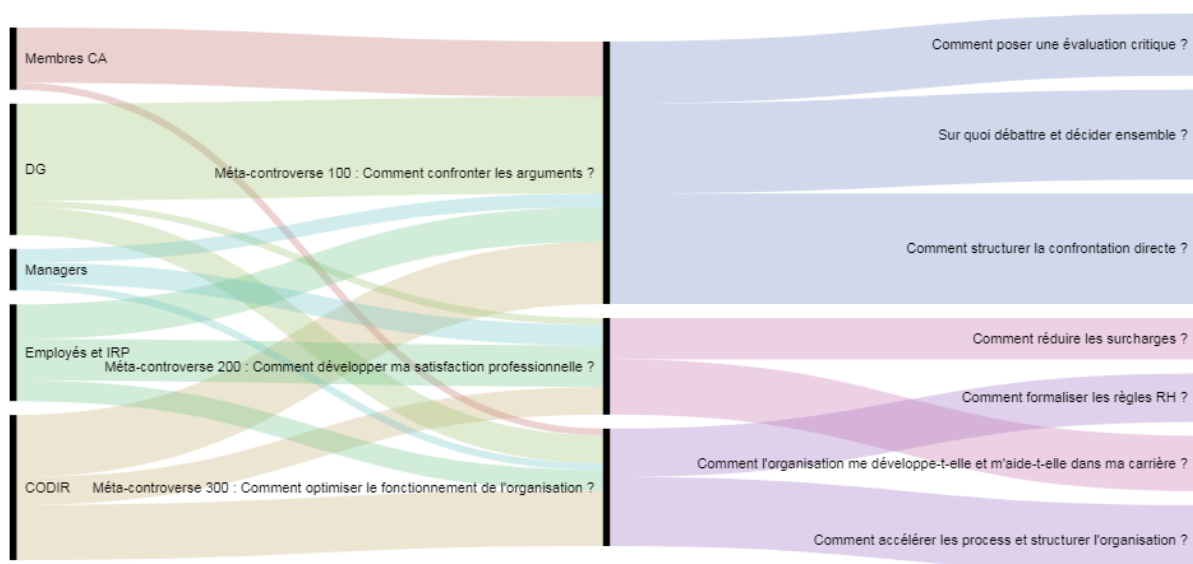 Membres CA
DG
Managers
Employés et IRP
CODIR
Méta-controverse 100 : Comment confronter les arguments ?
Méta-controverse 200 : Comment développer ma satisfaction professionnelle ?
Méta-controverse 300 : Comment optimiser le fonctionnement de l'organisation ?
Comment poser une évaluation critique ?
Sur quoi débattre et décider ensemble ?
Comment structurer la confrontation directe ?
Comment réduire les surcharges ?
Comment formaliser les règles RH ?
Comment l'organisation me développe-t-elle et m'aide-t-elle dans ma carrière ?
Comment accélérer les process et structurer l'organisation ?